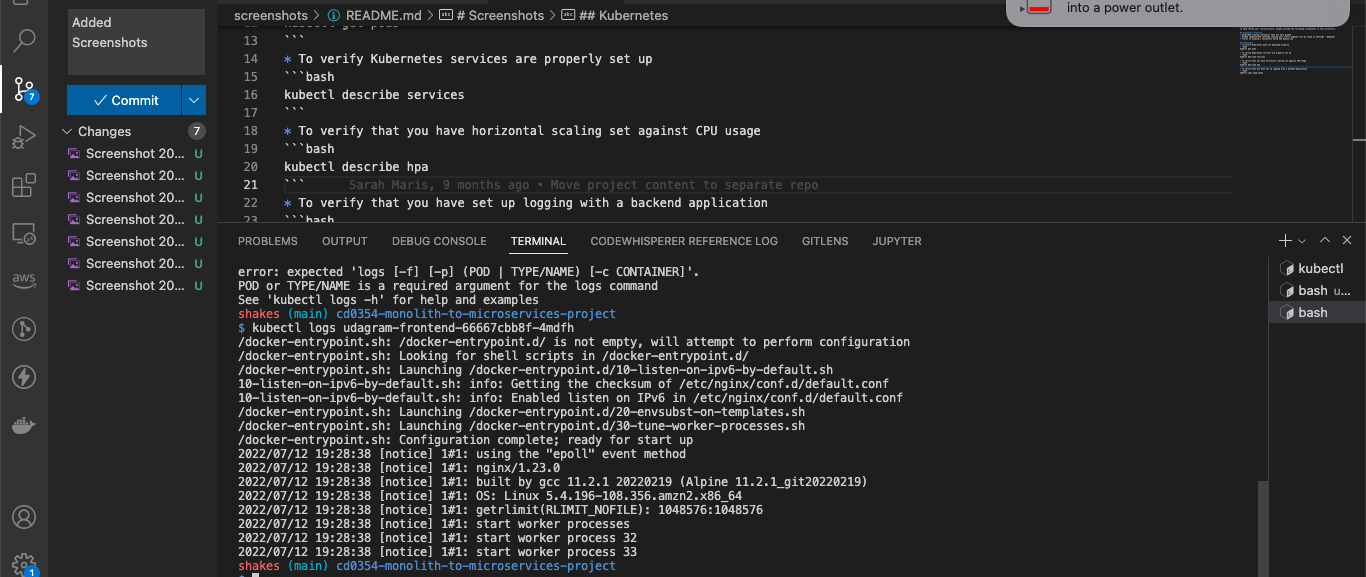 Added
Screenshots
Commit
Changes 7
Screenshot 20... U
Screenshot 20... U
Screenshot 20... U
Screenshot 20... U
Screenshot 20... U
Screenshot 20... U
Screenshot 20... U
7
aws
1
into a power outlet.
screenshots > README.md > # Screenshots > ## Kubernetes
13 ```
14 * To verify Kubernetes services are properly set up
15 ```bash
16 kubectl describe services
17 ```
18 * To verify that you have horizontal scaling set against CPU usage
19 ```bash
20 kubectl describe hpa
21 ``` Sarah Maris, 9 months ago • Move project content to separate repo
22 * To verify that you have set up logging with a backend application
23 ```bash
PROBLEMS OUTPUT DEBUG CONSOLE TERMINAL CODEWHISPERER REFERENCE LOG GITLENS JUPYTER
error: expected 'logs [-f] [-p] (POD | TYPE/NAME) [-c CONTAINER]'.
POD or TYPE/NAME is a required argument for the logs command
See 'kubectl logs -h' for help and examples
shakes (main) cd0354-monolith-to-microservices-project
$ kubectl logs udagram-frontend-66667cbb8f-4mdfh
/docker-entrypoint.sh: /docker-entrypoint.d/ is not empty, will attempt to perform configuration
/docker-entrypoint.sh: Looking for shell scripts in /docker-entrypoint.d/
/docker-entrypoint.sh: Launching /docker-entrypoint.d/10-listen-on-ipv6-by-default.sh
10-listen-on-ipv6-by-default.sh: info: Getting the checksum of /etc/nginx/conf.d/default.conf
10-listen-on-ipv6-by-default.sh: info: Enabled listen on IPv6 in /etc/nginx/conf.d/default.conf
/docker-entrypoint.sh: Launching /docker-entrypoint.d/20-envsubst-on-templates.sh
/docker-entrypoint.sh: Launching /docker-entrypoint.d/30-tune-worker-processes.sh
/docker-entrypoint.sh: Configuration complete; ready for start up
2022/07/12 19:28:38 [notice] 1#1: using the "epoll" event method
2022/07/12 19:28:38 [notice] 1#1: nginx/1.23.0
2022/07/12 19:28:38 [notice] 1#1: built by gcc 11.2.1 20220219 (Alpine 11.2.1_git20220219)
2022/07/12 19:28:38 [notice] 1#1: OS: Linux 5.4.196-108.356.amzn2.x86_64
2022/07/12 19:28:38 [notice] 1#1: getrlimit(RLIMIT_NOFILE): 1048576:1048576
2022/07/12 19:28:38 [notice] 1#1: start worker processes
2022/07/12 19:28:38 [notice] 1#1: start worker process 32
2022/07/12 19:28:38 [notice] 1#1: start worker process 33
shakes (main) cd0354-monolith-to-microservices-project
kubectl
bash u...
bash